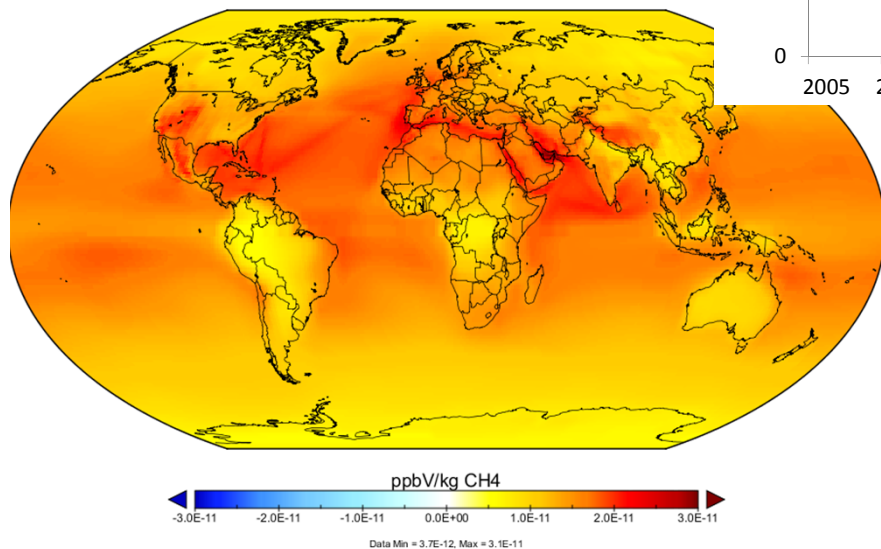 0
2005 2
ppbV/kg CH4
-3.0E-11 -2.0E-11 -1.0E-11 0.0E+00 1.0E-11 2.0E-11 3.0E-11
Data Min = 3.7E-12, Max = 3.1E-11